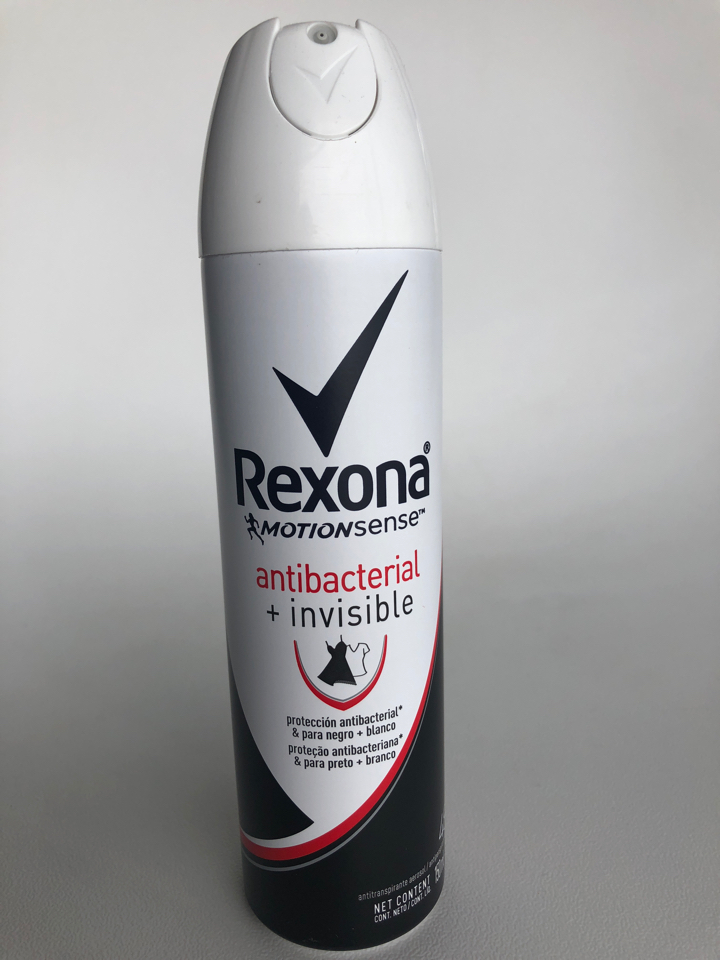 Rexona®
MOTIONsense™
antibacterial
+ invisible
protección antibacterial*
& para negro + blanco
proteção antibacteriana*
& para preto + branco
antitranspirante aerosol /
NET CONTENT
CONT. NETO / CONT. LÍQ.